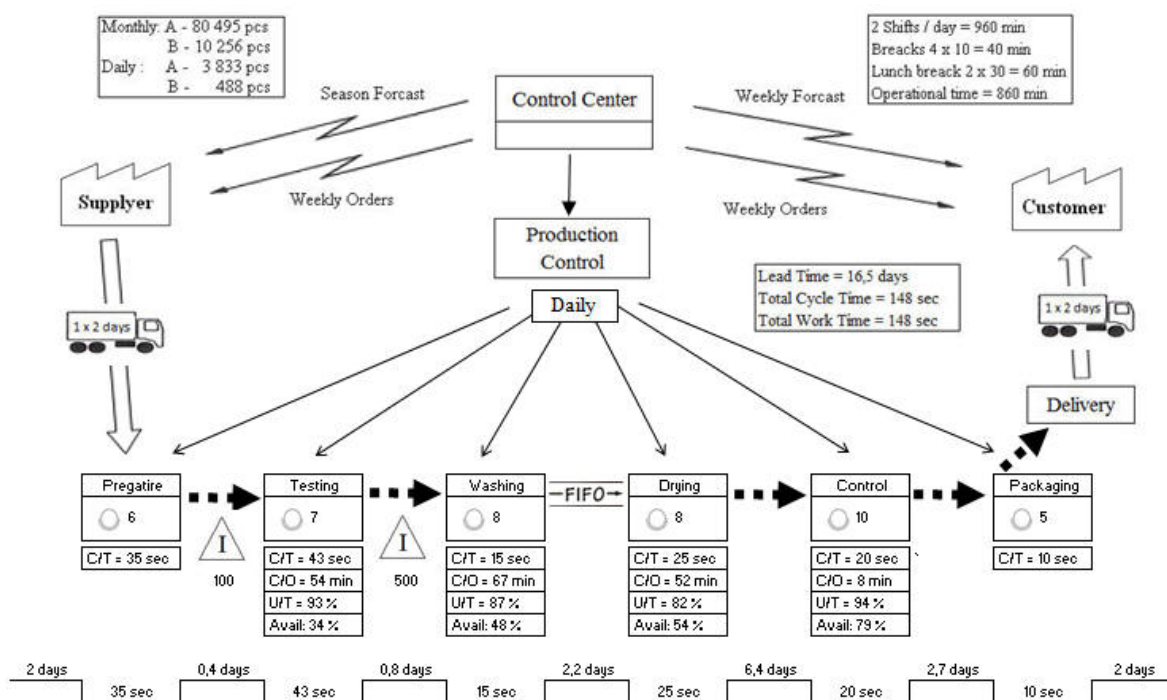 Monthly: A - 80 495 pcs
B - 10 256 pcs
Daily : A - 3 833 pcs
B - 488 pcs
2 Shifts / day = 960 min
Breacks 4 x 10 = 40 min
Lunch breack 2 x 30 = 60 min
Operational time = 860 min
Season Forcast
Control Center
Weekly Forcast
Supplyer
Weekly Orders
Weekly Orders
Customer
Production
Control
Lead Time = 16,5 days
Total Cycle Time = 148 sec
Total Work Time = 148 sec
Daily
1 x 2 days
1 x 2 days
Delivery
Pregatire
6
C/T = 35 sec
I
100
Testing
7
C/T = 43 sec
C/O = 54 min
U/T = 93 %
Avail: 34 %
I
500
Washing
8
C/T = 15 sec
C/O = 67 min
U/T = 87 %
Avail: 48 %
FIFO
Drying
8
C/T = 25 sec
C/O = 52 min
U/T = 82 %
Avail: 54 %
Control
10
C/T = 20 sec
C/O = 8 min
U/T = 94 %
Avail: 79 %
Packaging
5
C/T = 10 sec
2 days
0,4 days
0,8 days
2,2 days
6,4 days
2,7 days
2 days
35 sec
43 sec
15 sec
25 sec
20 sec
10 sec